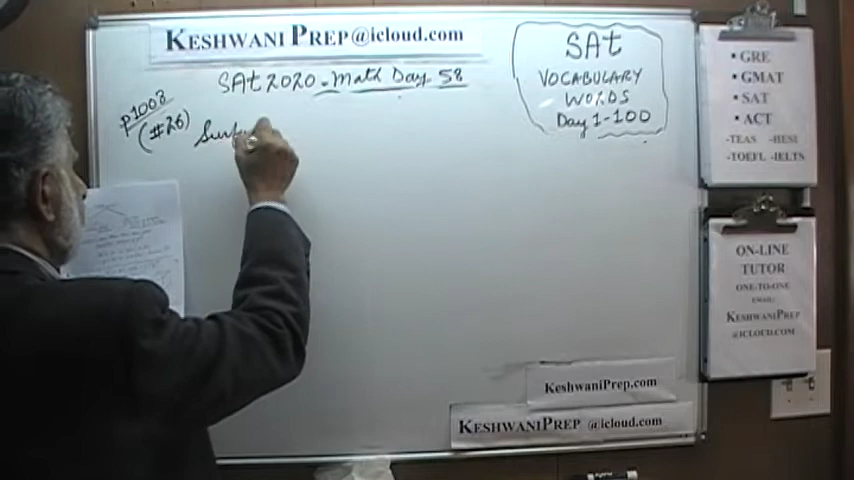 KESHWANI PREP@icloud.com
SAt 2020 - Math Day 58
p1008
(#26)
SAt
VOCABULARY
WORDS
Day 1-100
▪ GRE
▪ GMAT
▪ SAT
▪ ACT
-TEAS -HESI
-TOEFL -IELTS
ON-LINE
TUTOR
ONE-TO-ONE
EMAIL:
KESHWANIPREP
@ICLOUD.COM
KeshwaniPrep.com
KESHWANIPREP @icloud.com